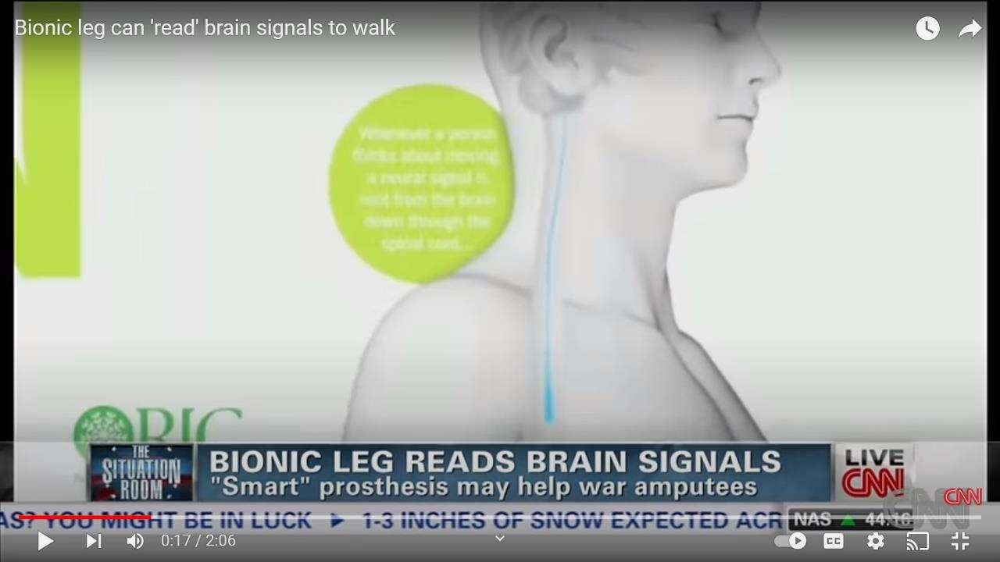 Bionic leg can 'read' brain signals to walk
Whenever a person
thinks about moving,
a neural signal is
sent from the brain
down through the
spinal cord...
RIC
THE
SITUATION
ROOM
BIONIC LEG READS BRAIN SIGNALS
"Smart" prosthesis may help war amputees
LIVE
CNN
CNN
CNN
AS? YOU MIGHT BE IN LUCK ▶ 1-3 INCHES OF SNOW EXPECTED ACR
NAS ▲ 44.16
0:17 / 2:06
CC